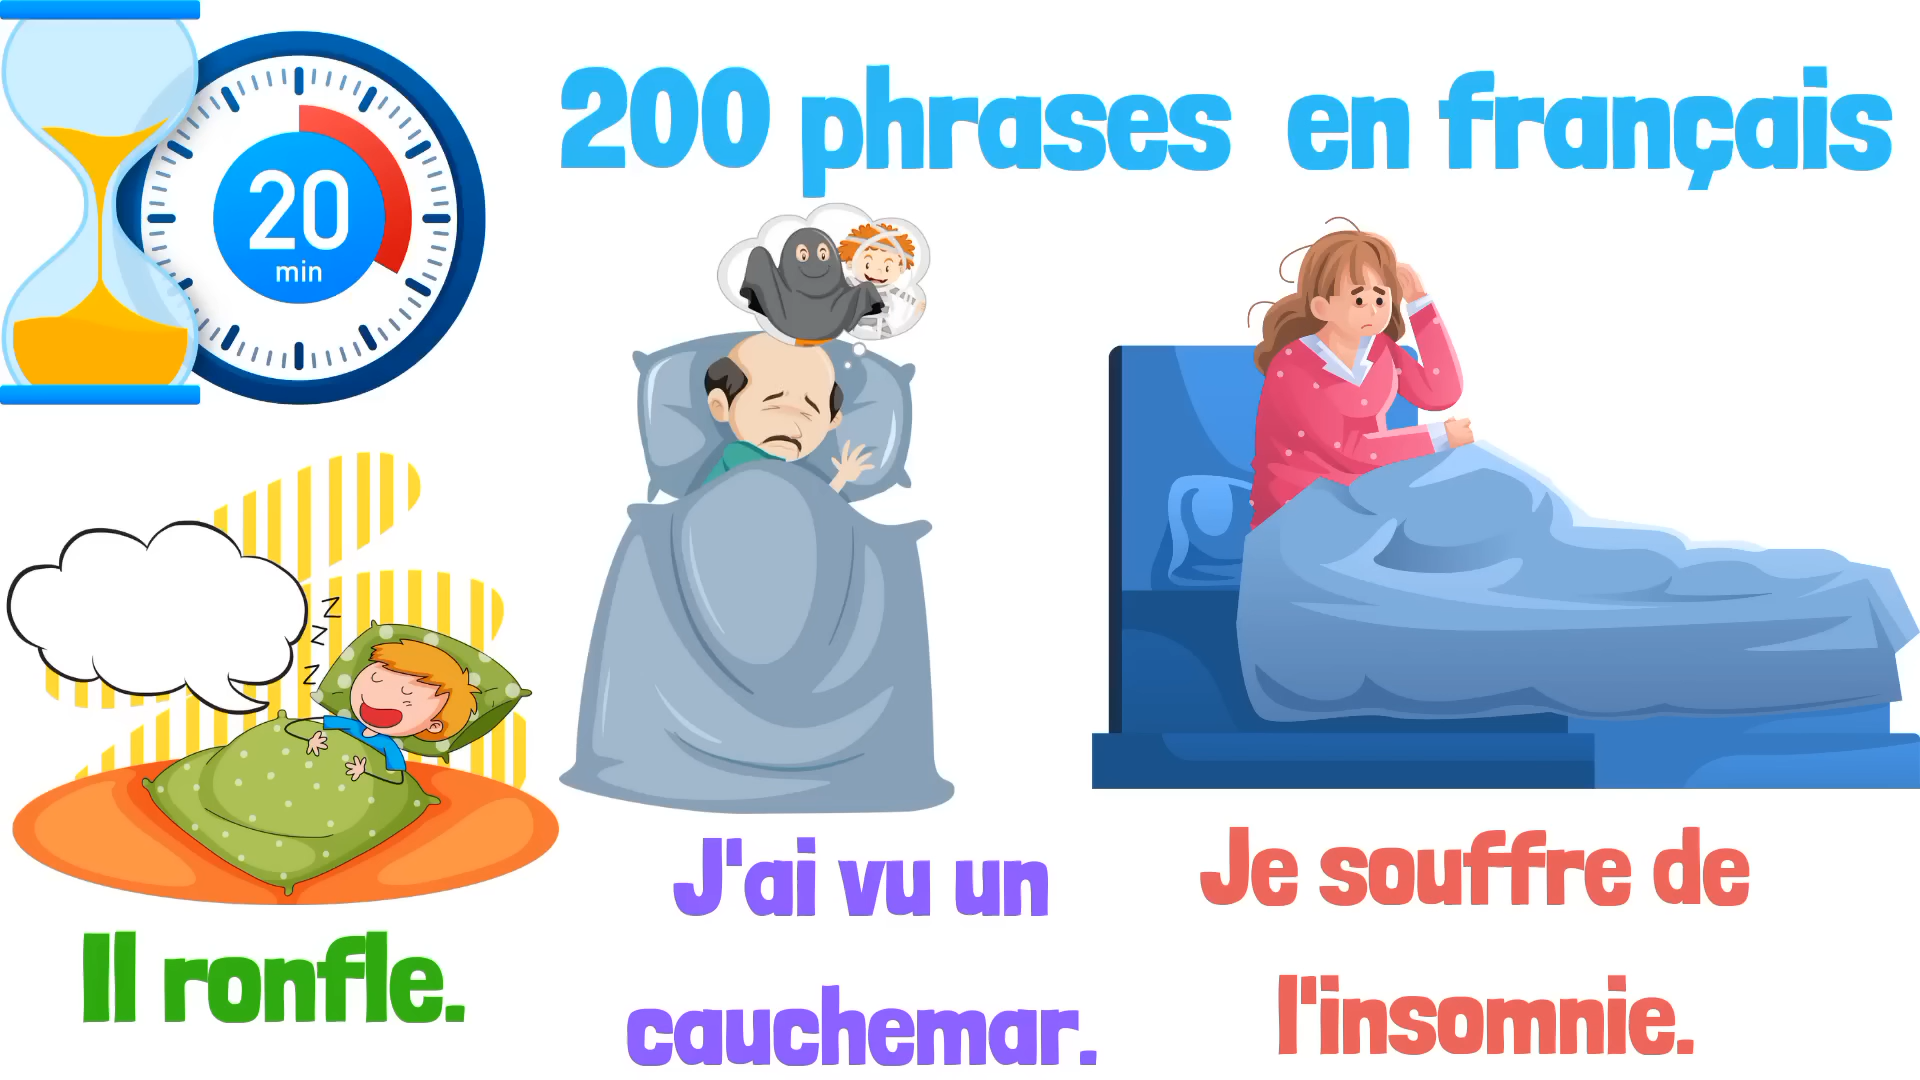 20
min
200 phrases en français
z
z
z
Il ronfle.
J'ai vu un
cauchemar.
Je souffre de
l'insomnie.